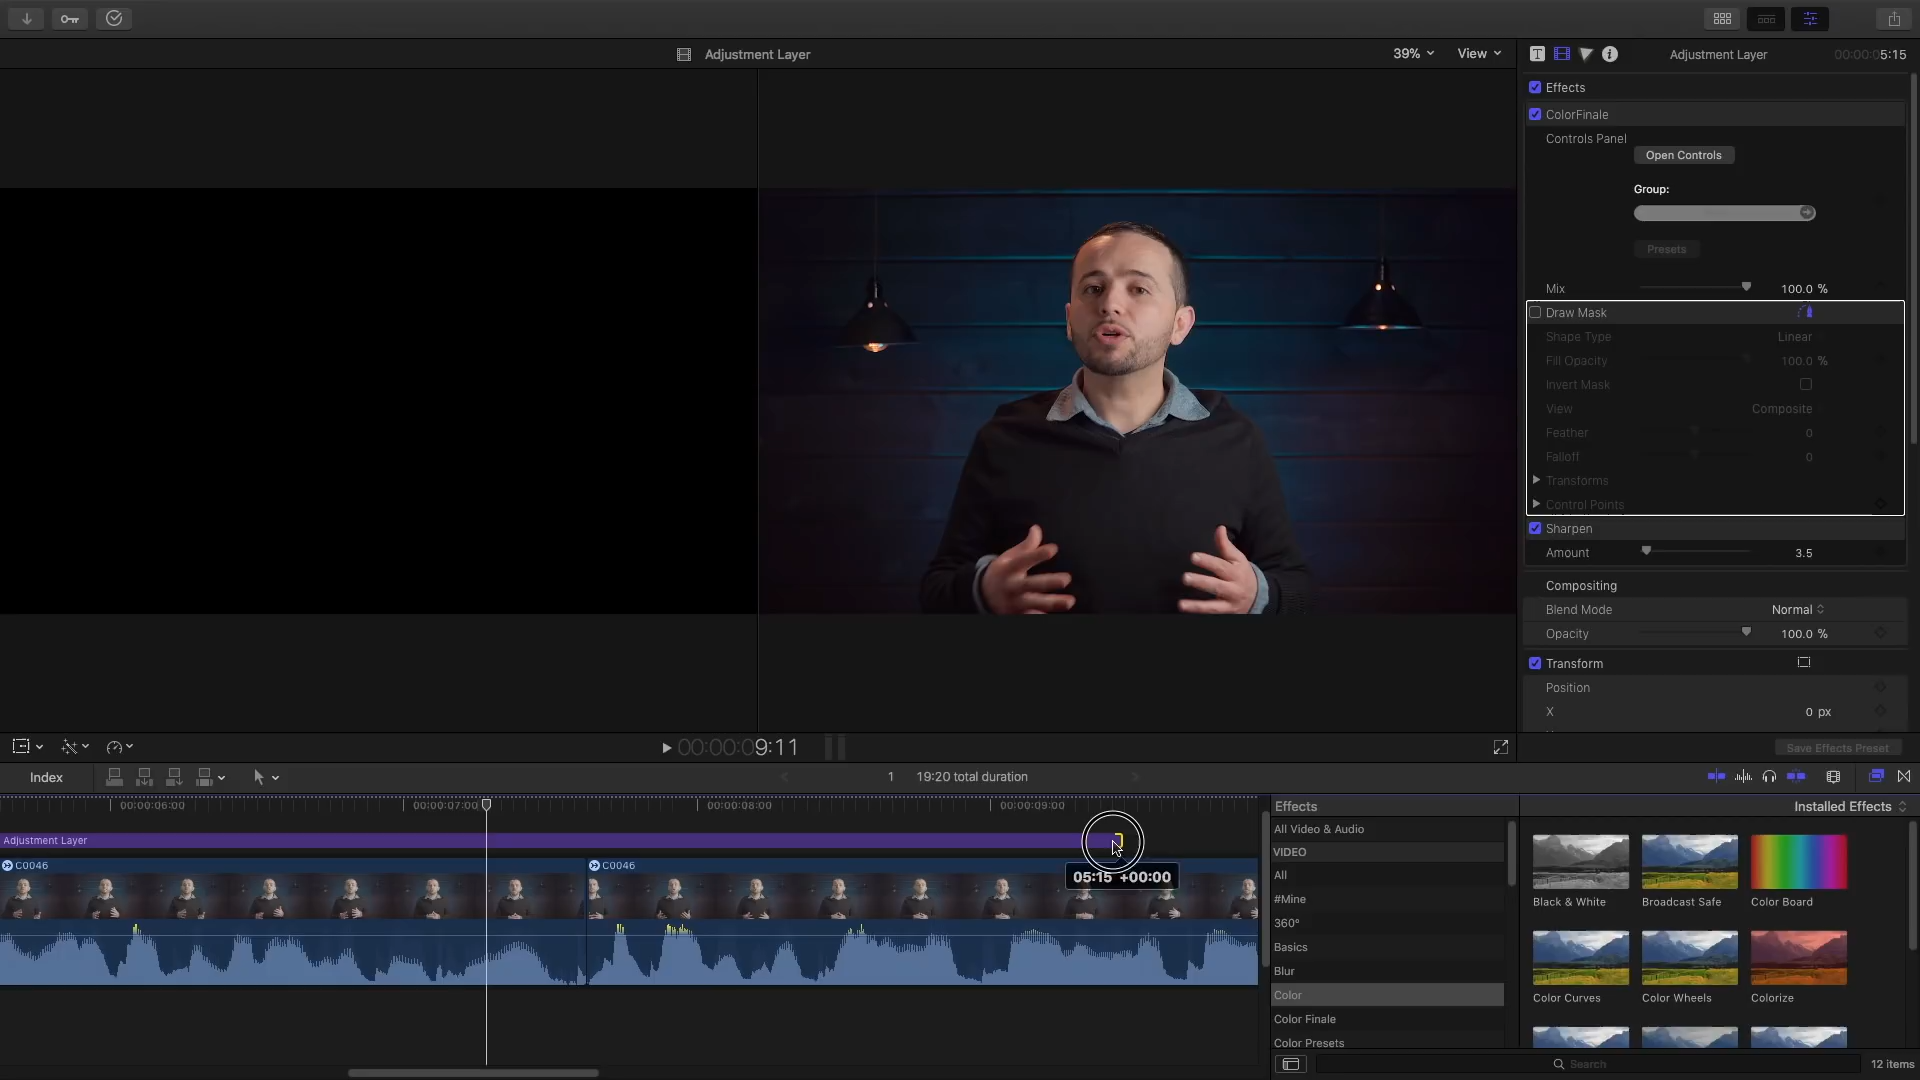 Adjustment Layer
39%
View
Adjustment Layer
00:00:05:15
Effects
ColorFinale
Controls Panel
Open Controls
Group:
Presets
Mix
100.0 %
Draw Mask
Shape Type
Linear
Fill Opacity
100.0 %
Invert Mask
View
Composite
Feather
0
Falloff
0
Transforms
Control Points
Sharpen
Amount
3.5
Compositing
Blend Mode
Normal
Opacity
100.0 %
Transform
Position
X
0 px
00:00:09:11
Save Effects Preset
Index
1
19:20 total duration
00:00:06:00
00:00:07:00
00:00:08:00
00:00:09:00
Adjustment Layer
C0046
C0046
05:15 +00:00
Effects
Installed Effects
All Video & Audio
VIDEO
All
#Mine
360°
Basics
Blur
Color
Color Finale
Color Presets
Black & White
Broadcast Safe
Color Board
Color Curves
Color Wheels
Colorize
Search
12 items